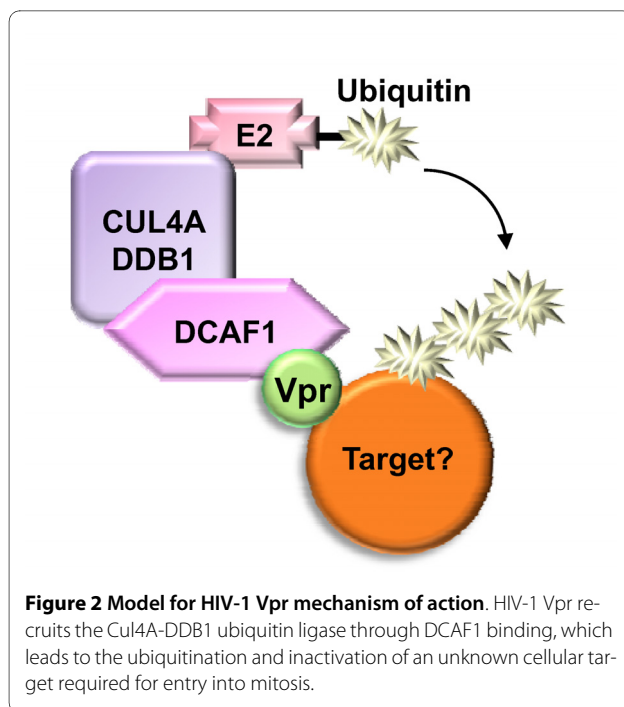 Ubiquitin
E2
CUL4A
DDB1
DCAF1
Vpr
Target?
Figure 2 Model for HIV-1 Vpr mechanism of action. HIV-1 Vpr re-
cruits the Cul4A-DDB1 ubiquitin ligase through DCAF1 binding, which
leads to the ubiquitination and inactivation of an unknown cellular tar-
get required for entry into mitosis.